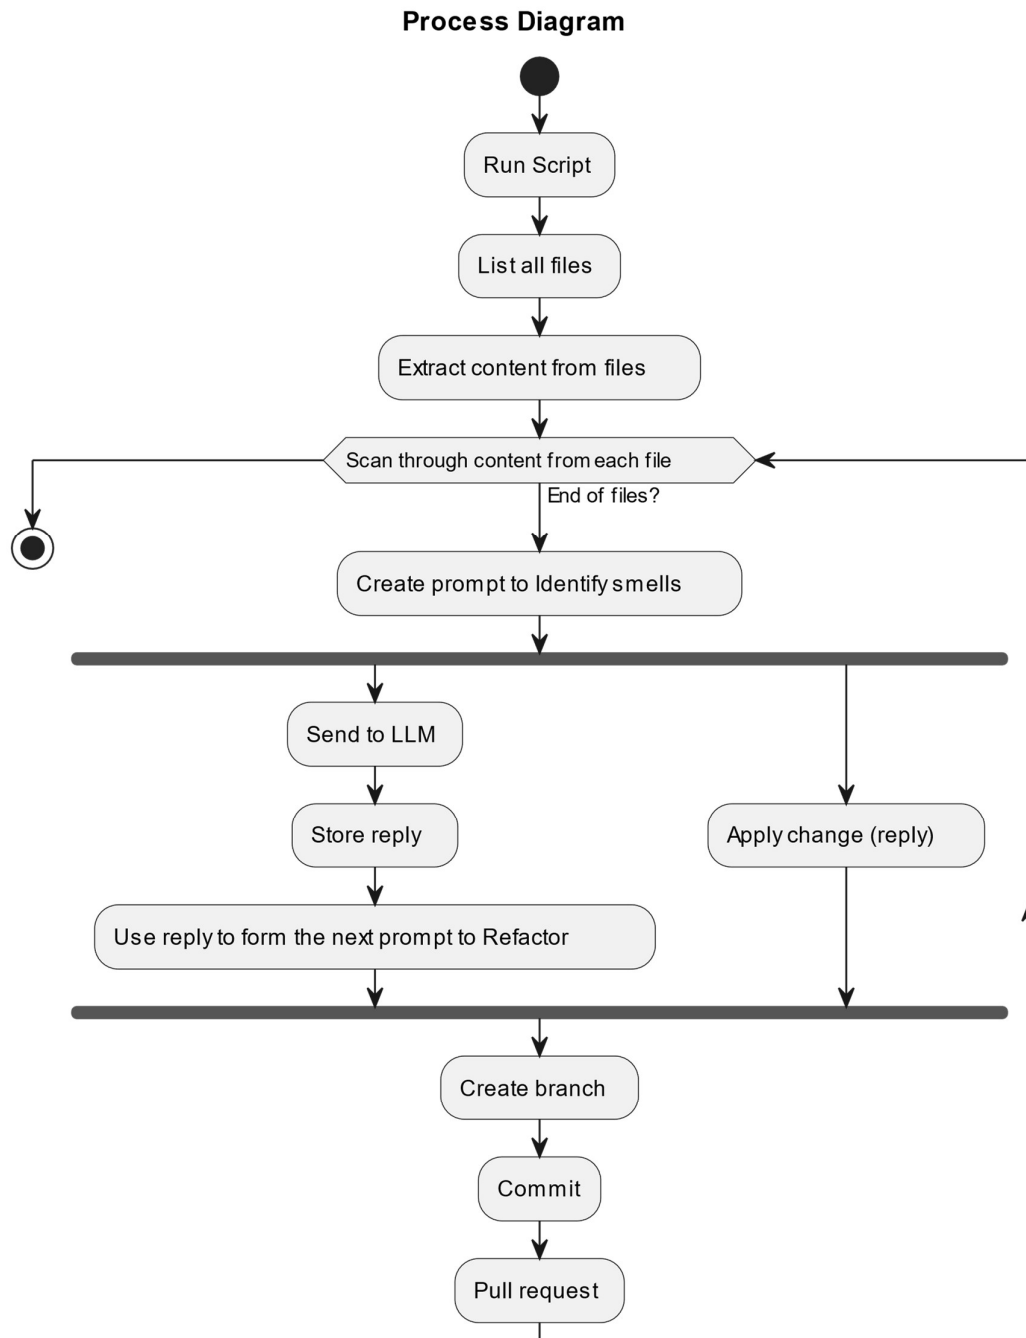 Process Diagram
Run Script
List all files
Extract content from files
Scan through content from each file
End of files?
Create prompt to Identify smells
Send to LLM
Store reply
Apply change (reply)
Use reply to form the next prompt to Refactor
Create branch
Commit
Pull request